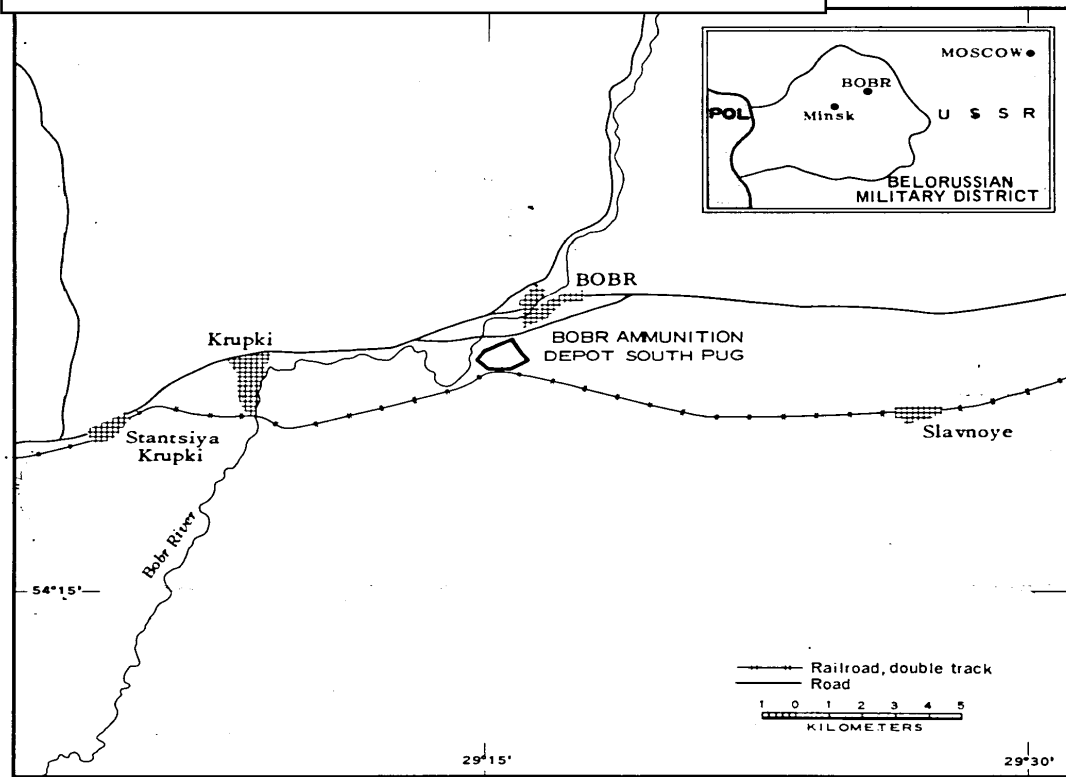 MOSCOW
BOBR
POL
Minsk
U S S R
BELORUSSIAN
MILITARY DISTRICT
BOBR
Krupki
BOBR AMMUNITION
DEPOT SOUTH PUG
Stantsiya
Krupki
Slavnoye
Bobr River
54°15'
Railroad, double track
Road
1 0 1 2 3 4 5
KILOMETERS
29°15'
29°30'